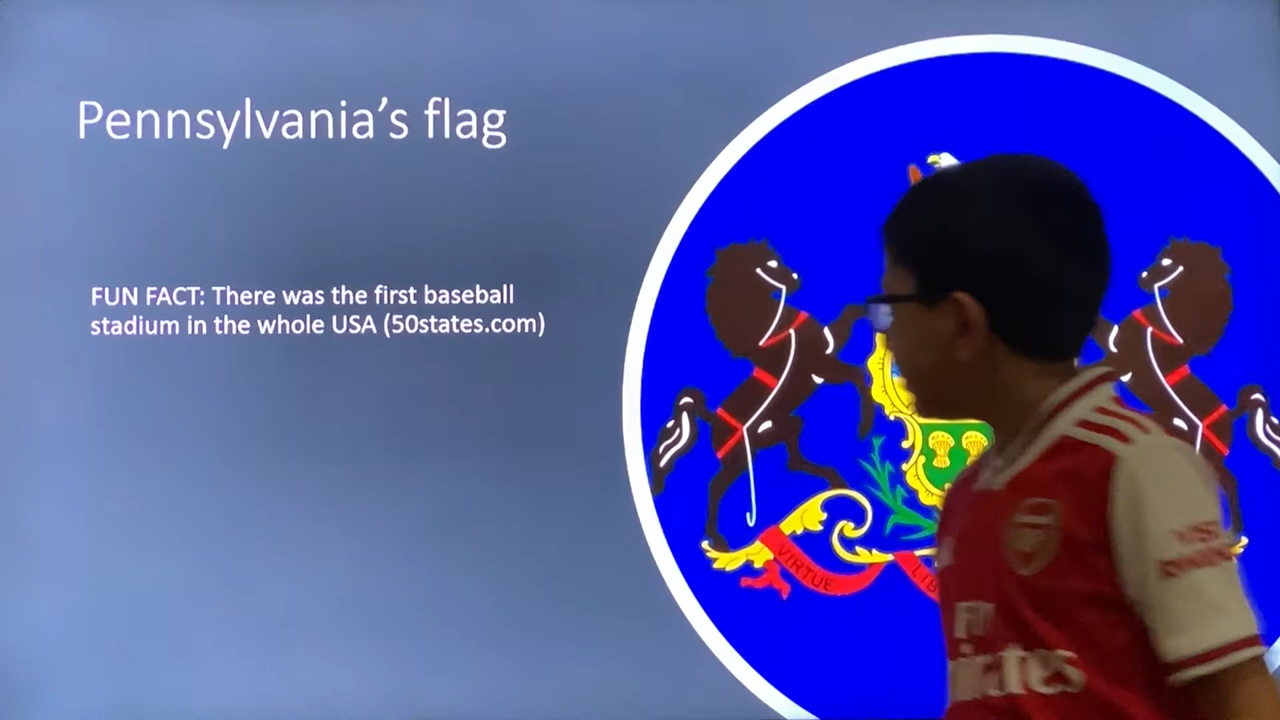 Pennsylvania’s flag
FUN FACT: There was the first baseball
stadium in the whole USA (50states.com)
VIRTUE